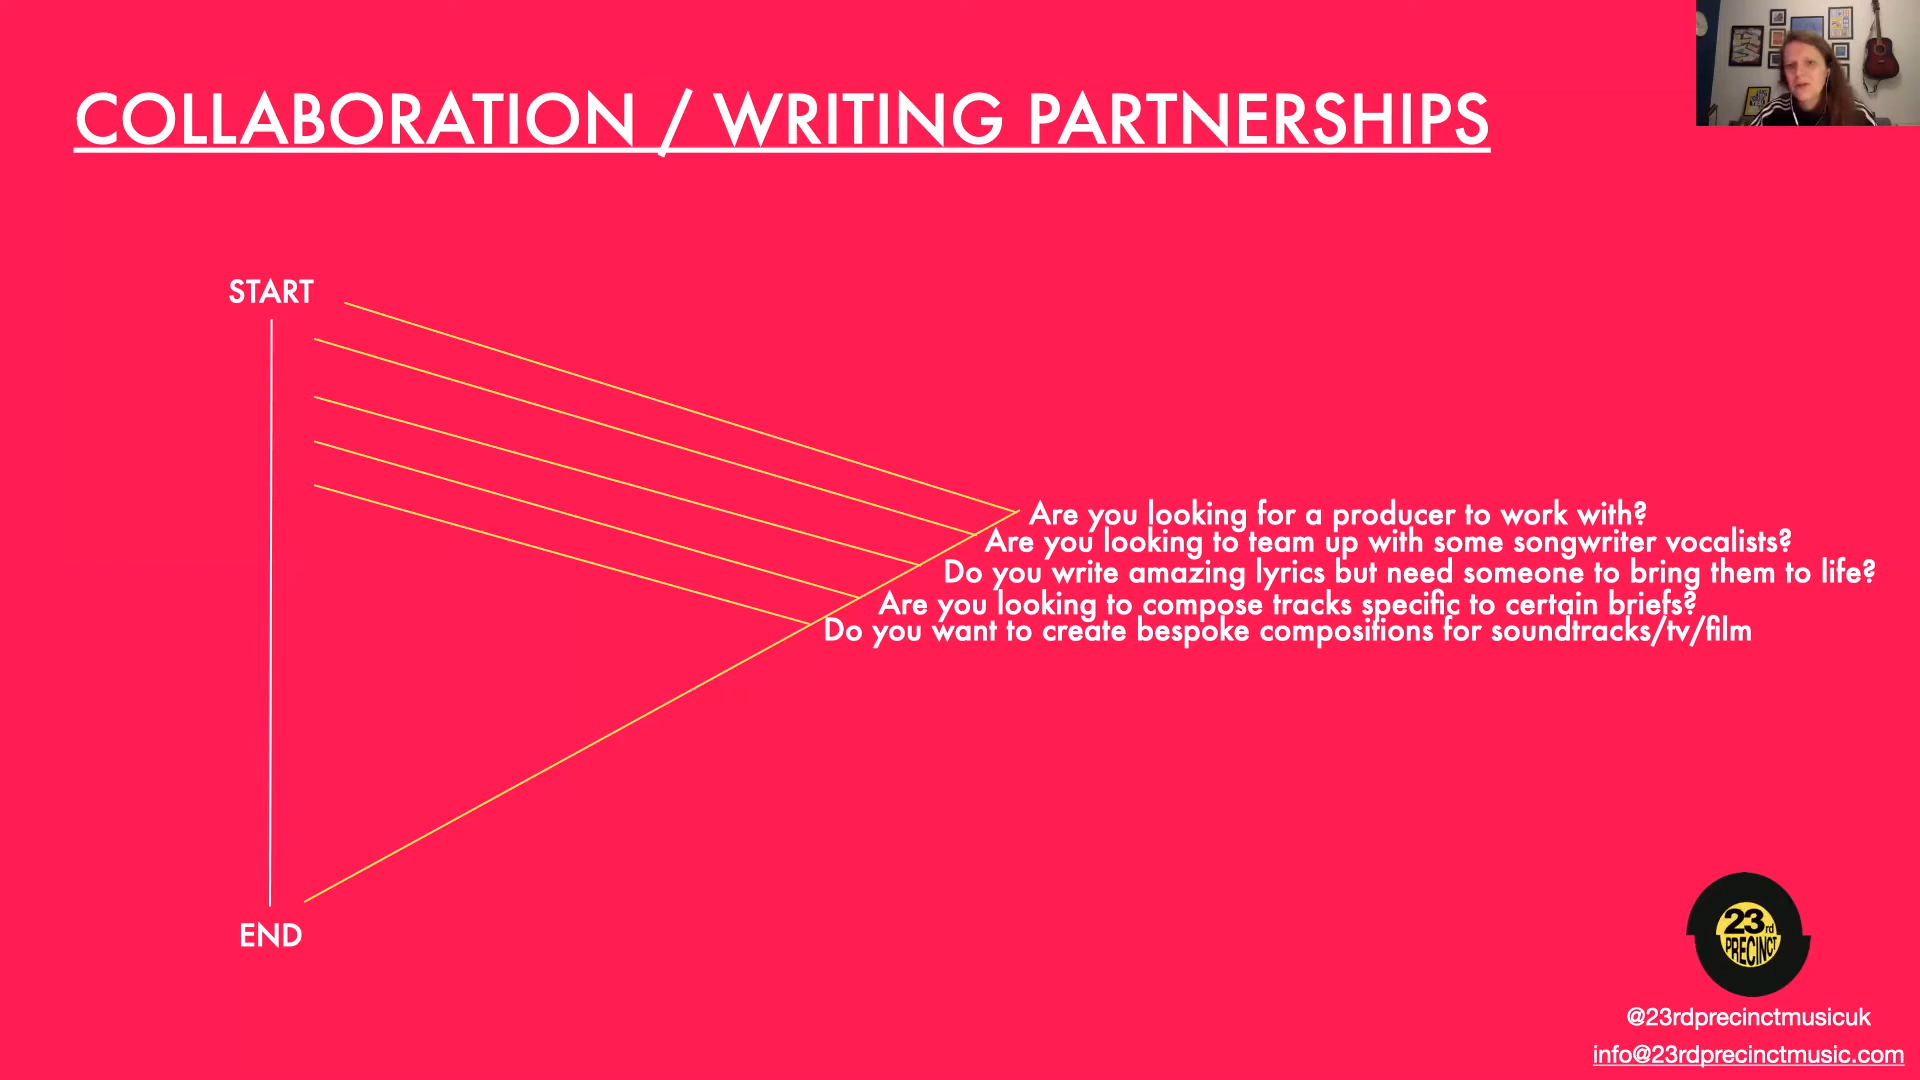 COLLABORATION / WRITING PARTNERSHIPS
START
Are you looking for a producer to work with?
Are you looking to team up with some songwriter vocalists?
Do you write amazing lyrics but need someone to bring them to life?
Are you looking to compose tracks specific to certain briefs?
Do you want to create bespoke compositions for soundtracks/tv/film
END
23rd
PRECINCT
@23rdprecinctmusicuk
info@23rdprecinctmusic.com